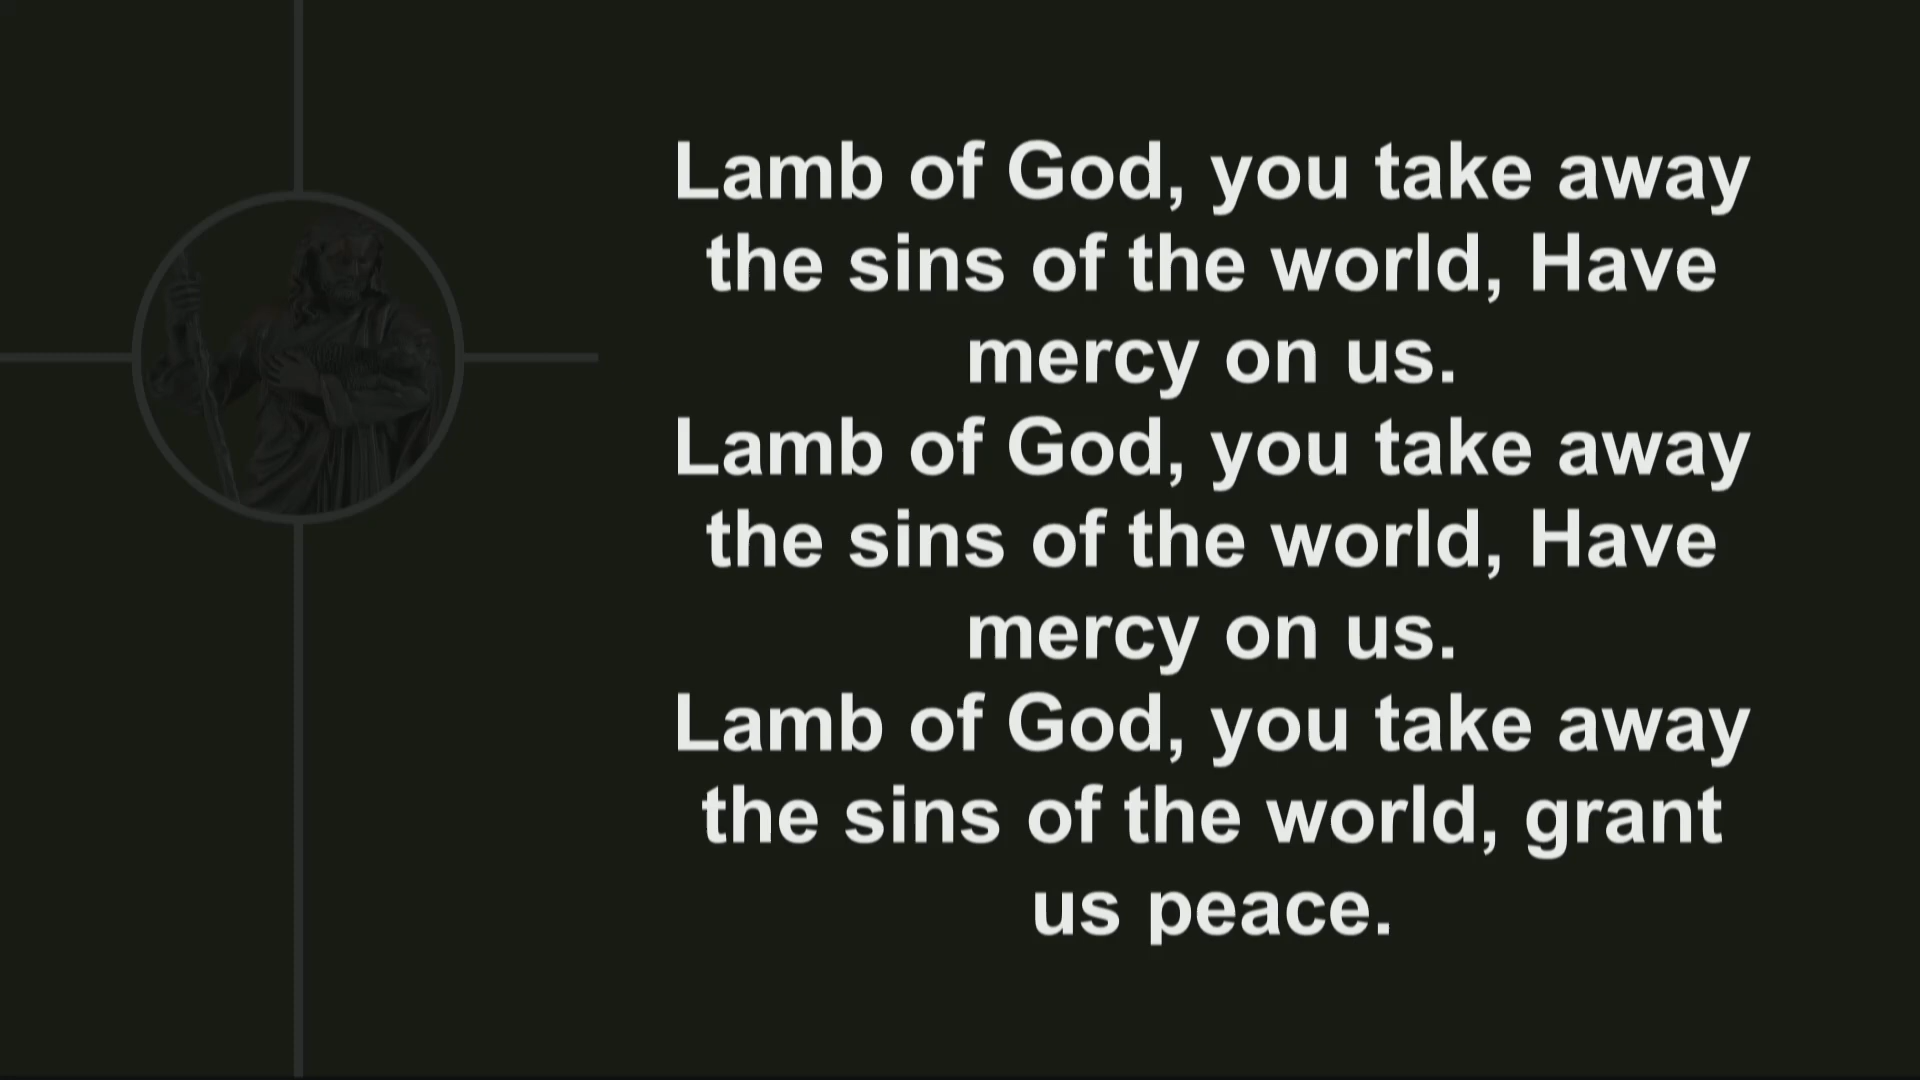 Lamb of God, you take away
the sins of the world, Have
mercy on us.
Lamb of God, you take away
the sins of the world, Have
mercy on us.
Lamb of God, you take away
the sins of the world, grant
us peace.